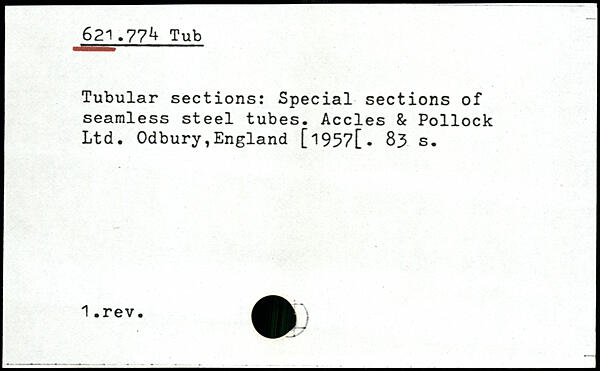 621.774 Tub
Tubular sections: Special sections of
seamless steel tubes. Accles & Pollock
Ltd. Odbury,England [1957[. 83 s.
1.rev.